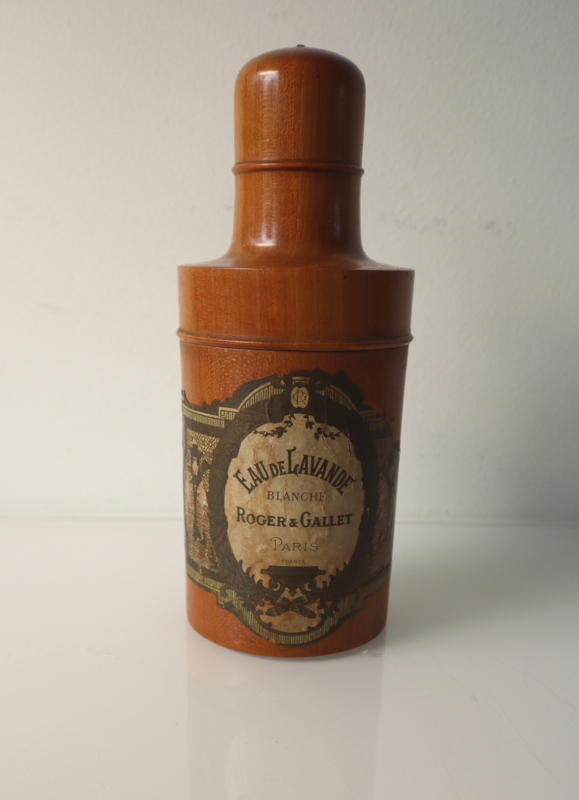 EAU DE LAVANDE
BLANCHE
ROGER & GALLET
PARIS
FRANCE